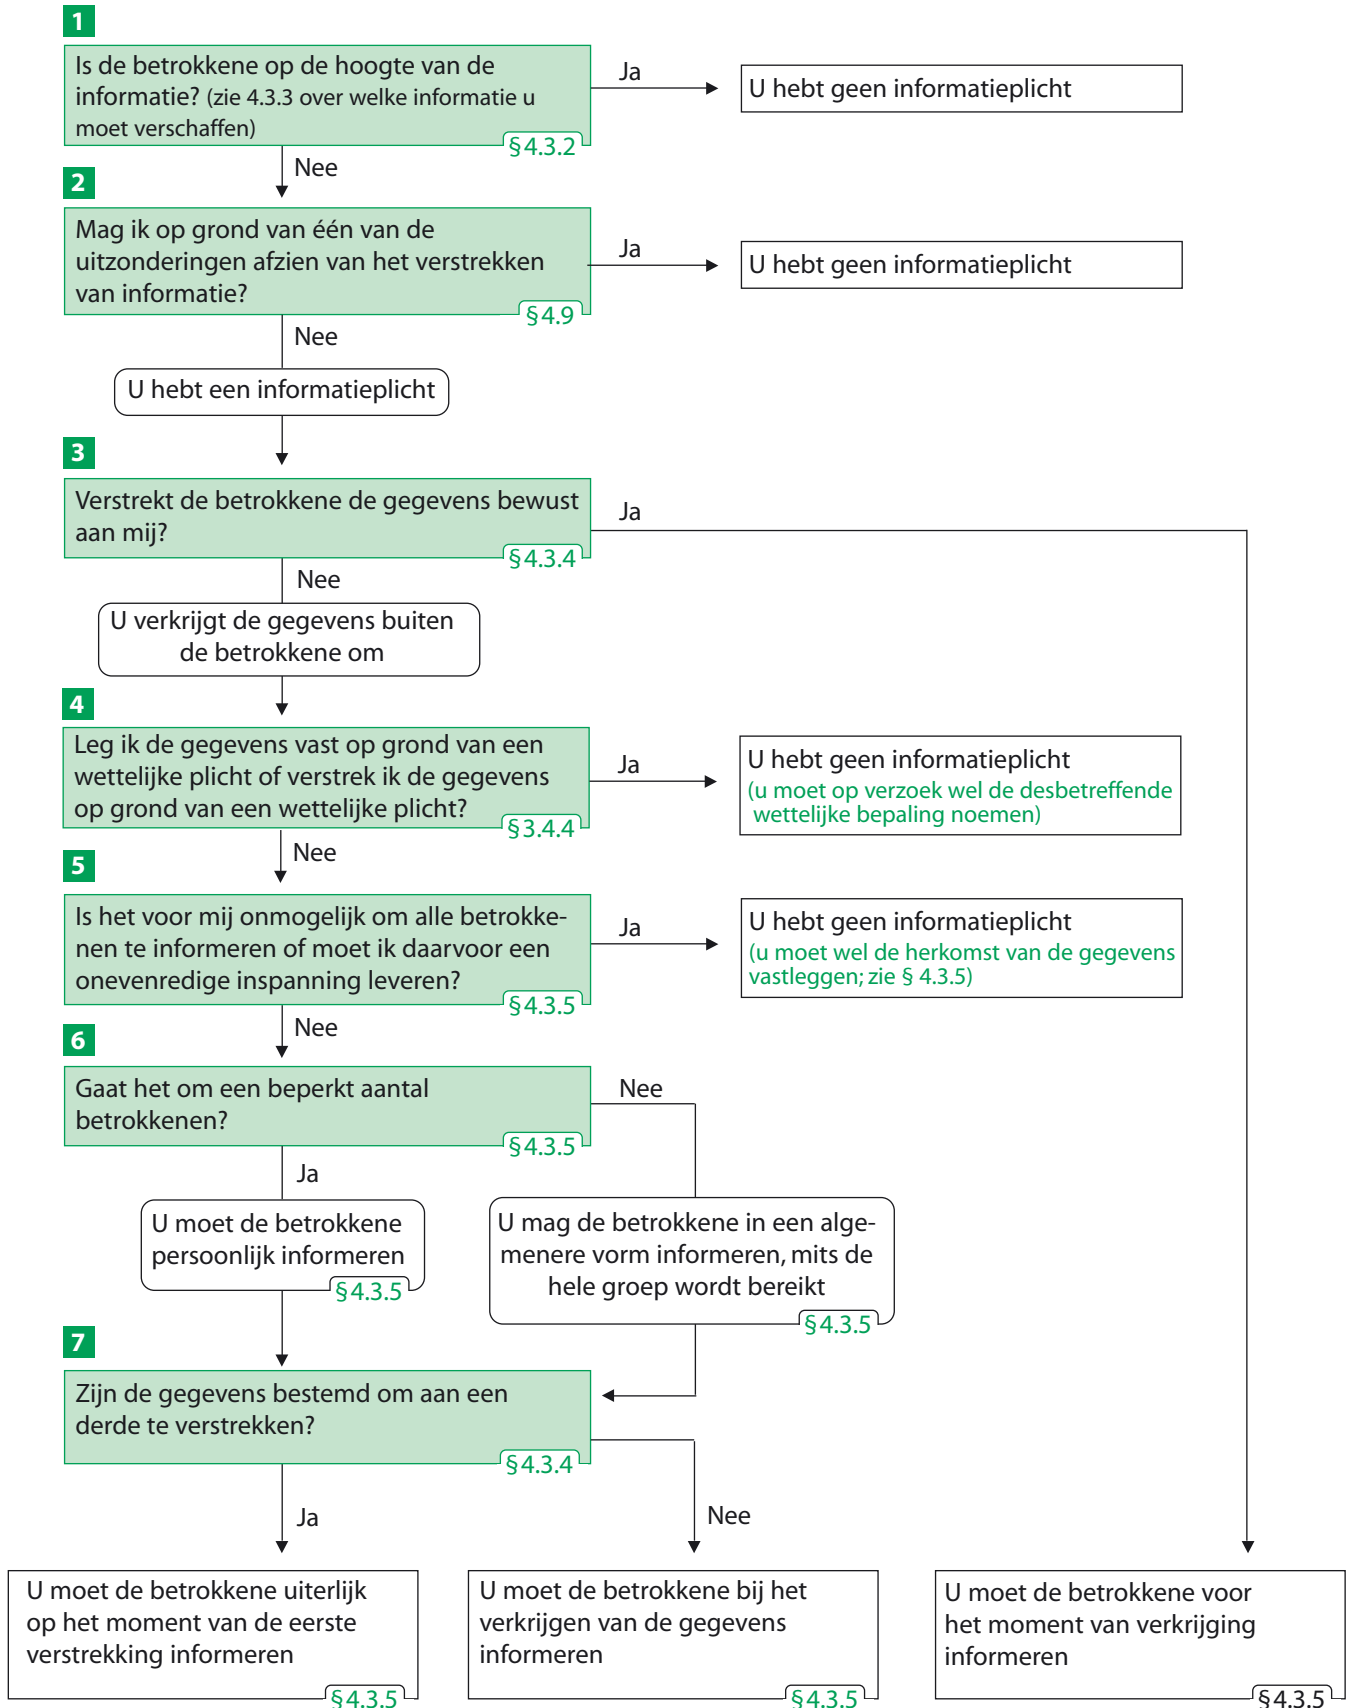 1
Is de betrokkene op de hoogte van de
informatie? (zie 4.3.3 over welke informatie u
moet verschaffen)
§4.3.2
Ja
U hebt geen informatieplicht
Nee
2
Mag ik op grond van één van de
uitzonderingen afzien van het verstrekken
van informatie?
§4.9
Ja
U hebt geen informatieplicht
Nee
U hebt een informatieplicht
3
Verstrekt de betrokkene de gegevens bewust
aan mij?
§4.3.4
Ja
Nee
U verkrijgt de gegevens buiten
de betrokkene om
4
Leg ik de gegevens vast op grond van een
wettelijke plicht of verstrek ik de gegevens
op grond van een wettelijke plicht?
§3.4.4
Ja
U hebt geen informatieplicht
(u moet op verzoek wel de desbetreffende
wettelijke bepaling noemen)
Nee
5
Is het voor mij onmogelijk om alle betrokke-
nen te informeren of moet ik daarvoor een
onevenredige inspanning leveren?
§4.3.5
Ja
U hebt geen informatieplicht
(u moet wel de herkomst van de gegevens
vastleggen; zie § 4.3.5)
Nee
6
Gaat het om een beperkt aantal
betrokkenen?
§4.3.5
Nee
Ja
U moet de betrokkene
persoonlijk informeren
§4.3.5
U mag de betrokkene in een alge-
menere vorm informeren, mits de
hele groep wordt bereikt
§4.3.5
7
Zijn de gegevens bestemd om aan een
derde te verstrekken?
§4.3.4
Ja
Nee
U moet de betrokkene uiterlijk
op het moment van de eerste
verstrekking informeren
§4.3.5
U moet de betrokkene bij het
verkrijgen van de gegevens
informeren
§4.3.5
U moet de betrokkene voor
het moment van verkrijging
informeren
§4.3.5